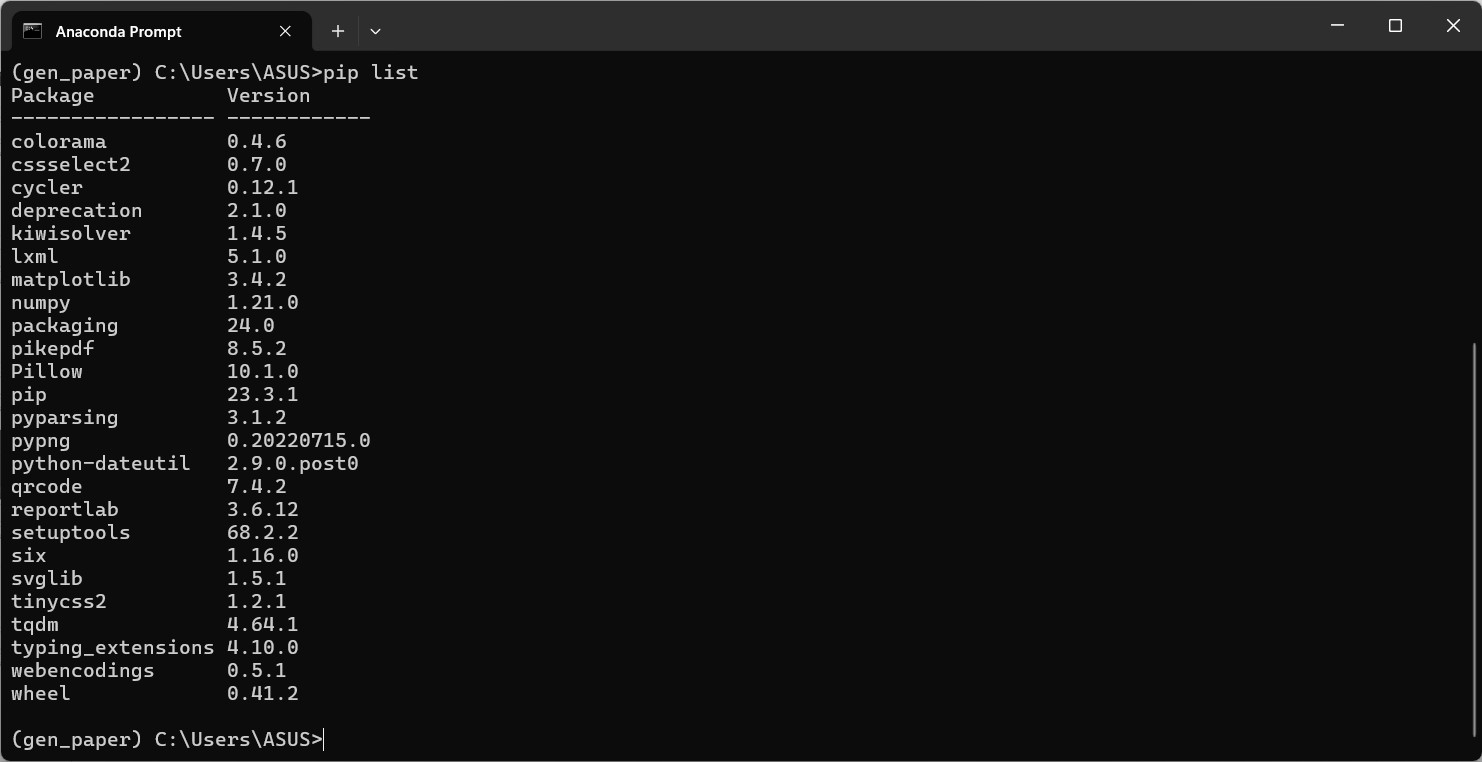 Anaconda Prompt
(gen_paper) C:\Users\ASUS>pip list
Package           Version
----------------- ------------
colorama          0.4.6
cssselect2        0.7.0
cycler            0.12.1
deprecation       2.1.0
kiwisolver        1.4.5
lxml              5.1.0
matplotlib        3.4.2
numpy             1.21.0
packaging         24.0
pikepdf           8.5.2
Pillow            10.1.0
pip               23.3.1
pyparsing         3.1.2
pypng             0.20220715.0
python-dateutil   2.9.0.post0
qrcode            7.4.2
reportlab         3.6.12
setuptools        68.2.2
six               1.16.0
svglib            1.5.1
tinycss2          1.2.1
tqdm              4.64.1
typing_extensions 4.10.0
webencodings      0.5.1
wheel             0.41.2
(gen_paper) C:\Users\ASUS>